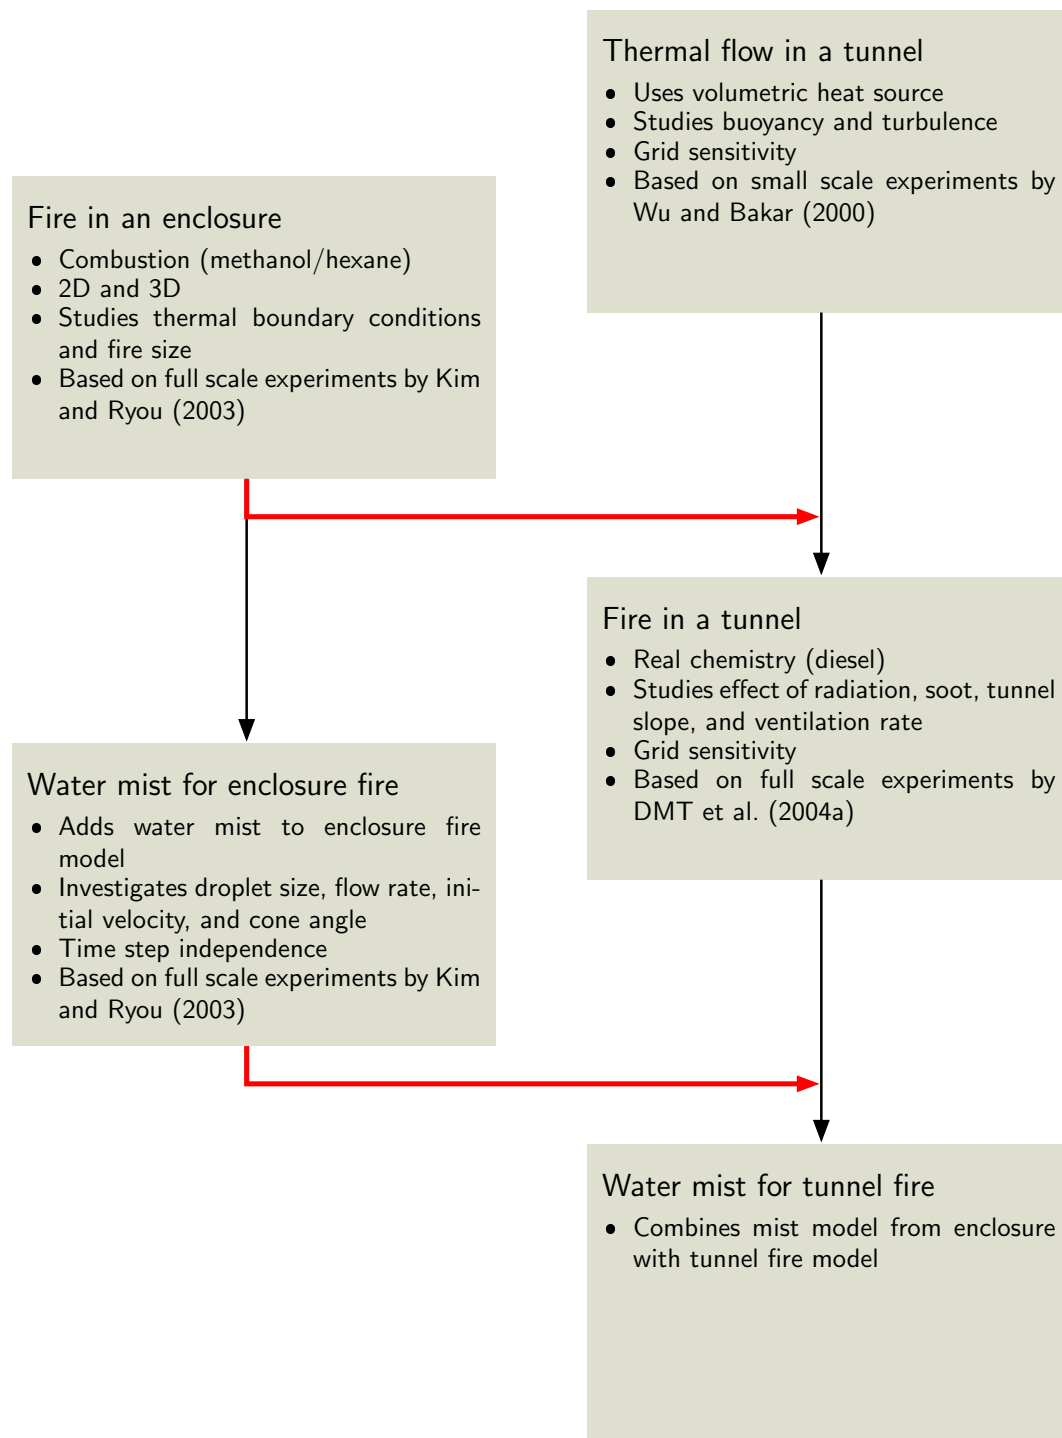 Thermal flow in a tunnel
• Uses volumetric heat source
• Studies buoyancy and turbulence
• Grid sensitivity
• Based on small scale experiments by
Wu and Bakar (2000)
Fire in an enclosure
• Combustion (methanol/hexane)
• 2D and 3D
• Studies thermal boundary conditions
and fire size
• Based on full scale experiments by Kim
and Ryou (2003)
Fire in a tunnel
• Real chemistry (diesel)
• Studies effect of radiation, soot, tunnel
slope, and ventilation rate
• Grid sensitivity
• Based on full scale experiments by
DMT et al. (2004a)
Water mist for enclosure fire
• Adds water mist to enclosure fire
model
• Investigates droplet size, flow rate, ini-
tial velocity, and cone angle
• Time step independence
• Based on full scale experiments by Kim
and Ryou (2003)
Water mist for tunnel fire
• Combines mist model from enclosure
with tunnel fire model